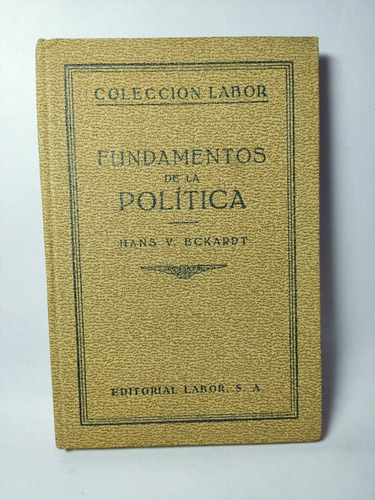 COLECCION LABOR
FUNDAMENTOS
DE LA
POLÍTICA
HANS V. ECKARDT
EDITORIAL LABOR, S. A.